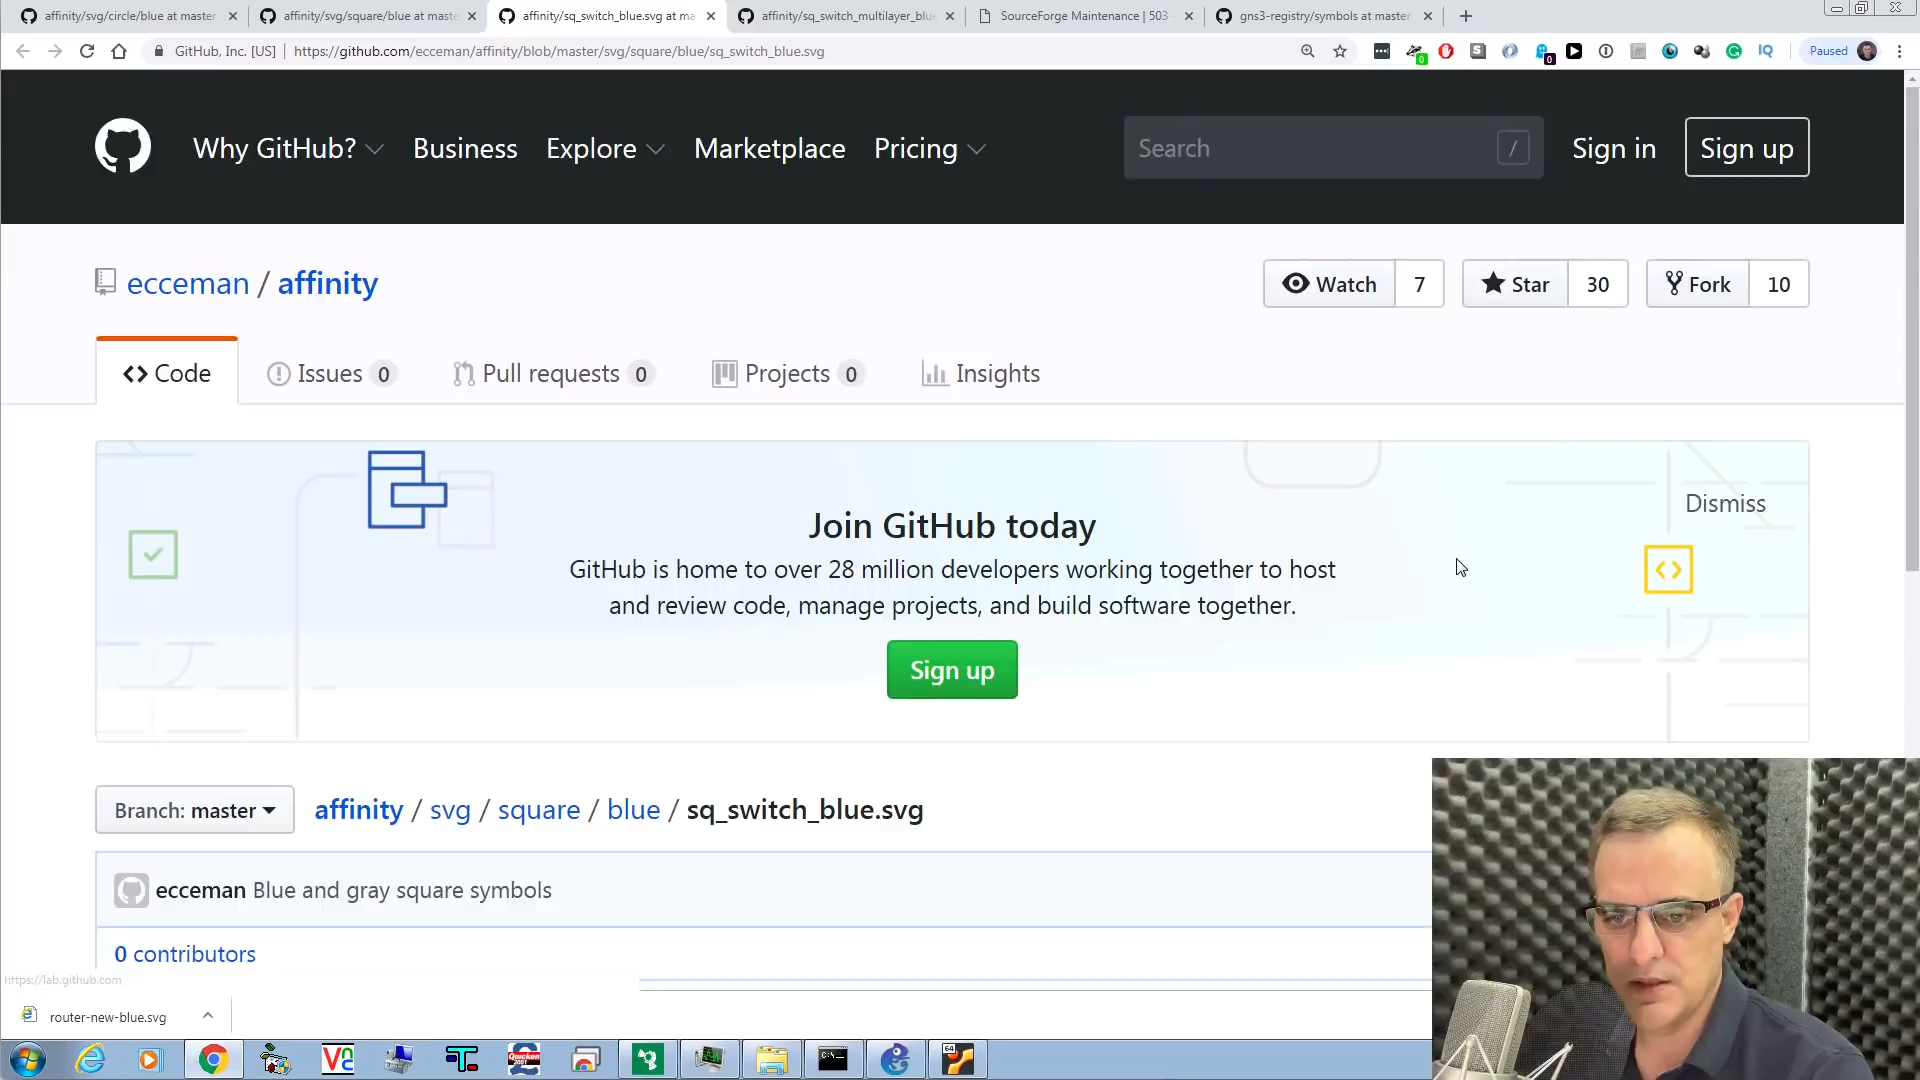 affinity/svg/circle/blue at master
affinity/svg/square/blue at maste
affinity/sq_switch_blue.svg at ma
affinity/sq_switch_multilayer_blue
SourceForge Maintenance | 503
gns3-registry/symbols at master
GitHub, Inc. [US] | https://github.com/ecceman/affinity/blob/master/svg/square/blue/sq_switch_blue.svg
0
0
IQ
Paused
Why GitHub?
Business
Explore
Marketplace
Pricing
Search
/
Sign in
Sign up
ecceman / affinity
Watch 7
Star 30
Fork 10
Code
Issues 0
Pull requests 0
Projects 0
Insights
Dismiss
Join GitHub today
GitHub is home to over 28 million developers working together to host
and review code, manage projects, and build software together.
Sign up
Branch: master
affinity / svg / square / blue / sq_switch_blue.svg
ecceman Blue and gray square symbols
0 contributors
https://lab.github.com
router-new-blue.svg
Quicken
2001
C:\
64